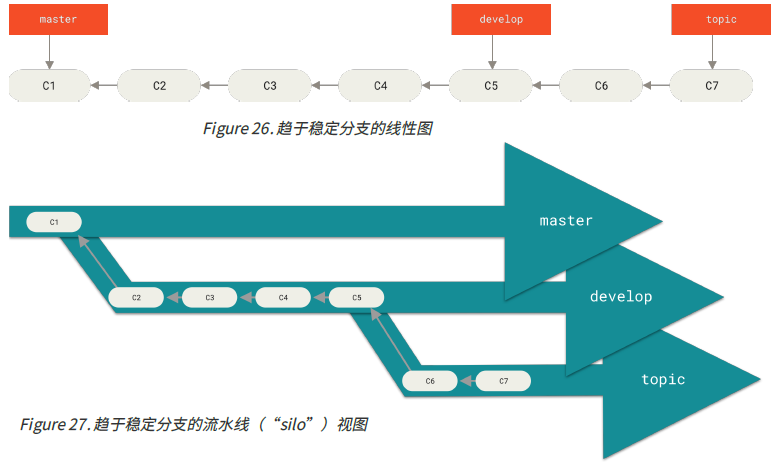 master develop topic
C1 C2 C3 C4 C5 C6 C7
Figure 26. 趋于稳定分支的线性图
C1 master
C2 C3 C4 C5 develop
C6 C7 topic
Figure 27. 趋于稳定分支的流水线（“silo”）视图